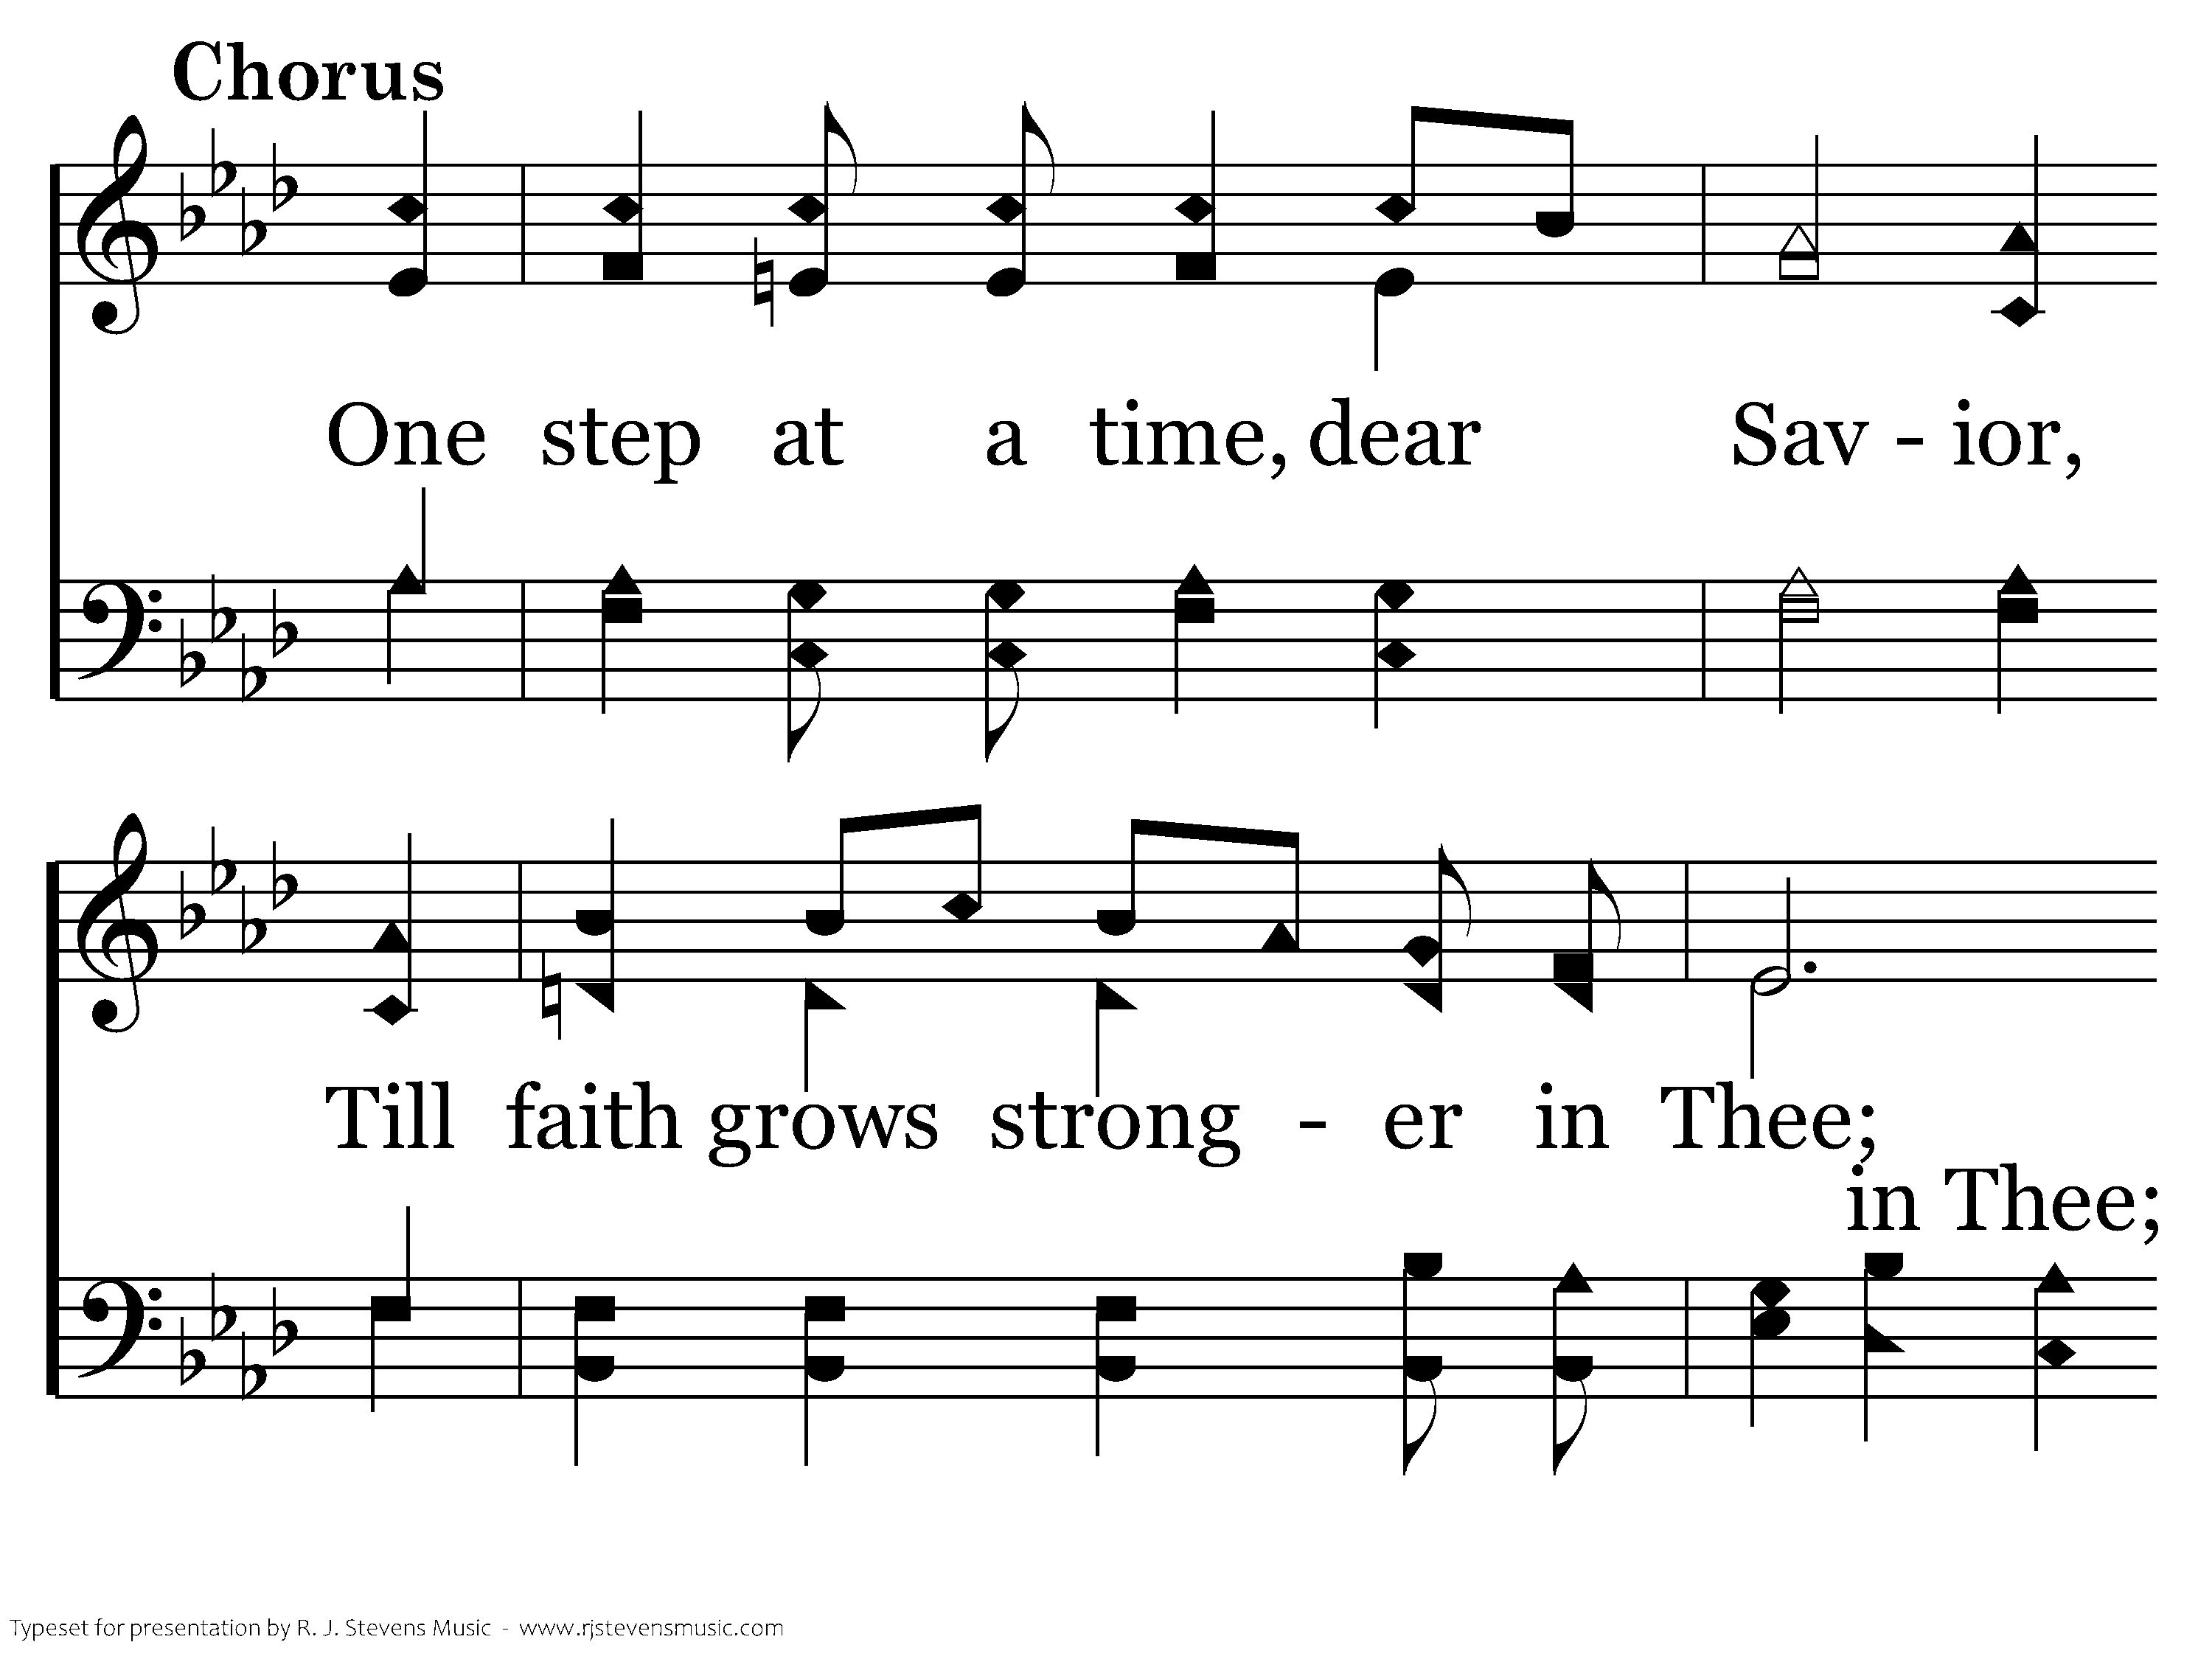 Chorus
One step at a time, dear Sav - ior,
Till faith grows strong - er in Thee;
in Thee;
Typeset for presentation by R. J. Stevens Music - www.rjstevensmusic.com